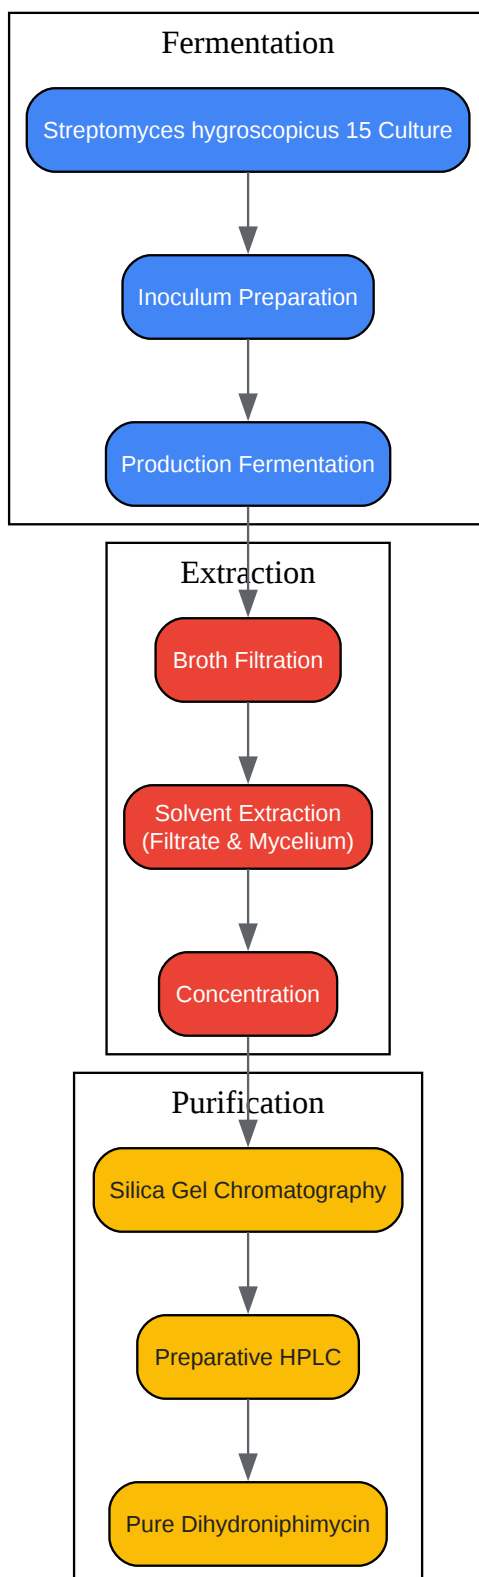 Fermentation
Streptomyces hygroscopicus 15 Culture
Inoculum Preparation
Production Fermentation
Extraction
Broth Filtration
Solvent Extraction
(Filtrate & Mycelium)
Concentration
Purification
Silica Gel Chromatography
Preparative HPLC
Pure Dihydroniphimycin